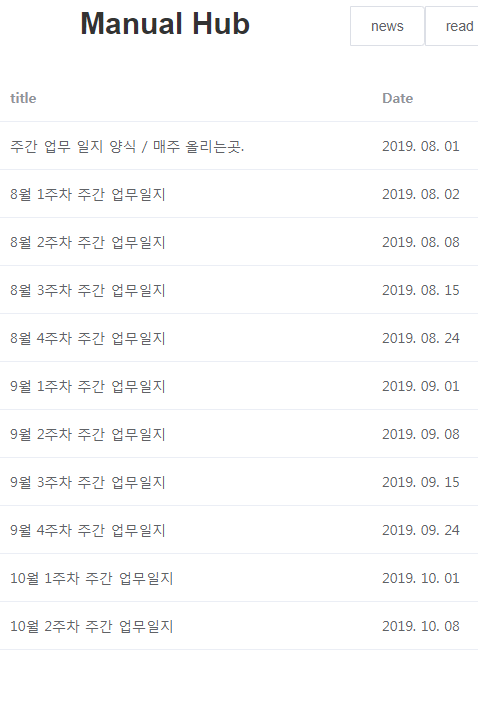 Manual Hub
news read
title Date
주간 업무 일지 양식 / 매주 올리는곳. 2019. 08. 01
8월 1주차 주간 업무일지 2019. 08. 02
8월 2주차 주간 업무일지 2019. 08. 08
8월 3주차 주간 업무일지 2019. 08. 15
8월 4주차 주간 업무일지 2019. 08. 24
9월 1주차 주간 업무일지 2019. 09. 01
9월 2주차 주간 업무일지 2019. 09. 08
9월 3주차 주간 업무일지 2019. 09. 15
9월 4주차 주간 업무일지 2019. 09. 24
10월 1주차 주간 업무일지 2019. 10. 01
10월 2주차 주간 업무일지 2019. 10. 08